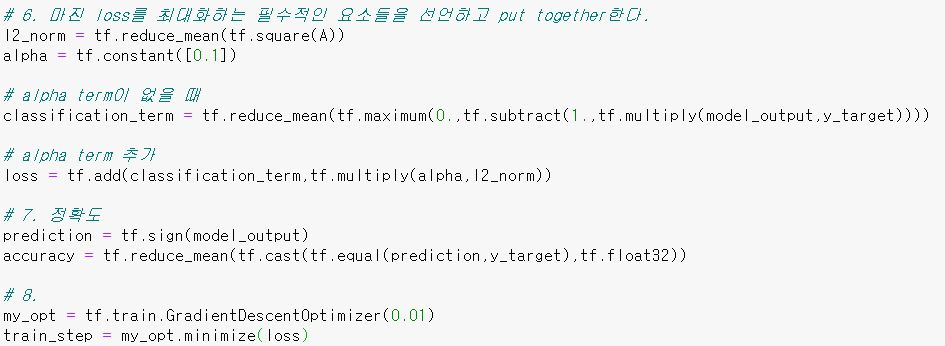 # 6. 마진 loss를 최대화하는 필수적인 요소들을 선언하고 put together한다.
l2_norm = tf.reduce_mean(tf.square(A))
alpha = tf.constant([0.1])
# alpha term이 없을 때
classification_term = tf.reduce_mean(tf.maximum(0.,tf.subtract(1.,tf.multiply(model_output,y_target))))
# alpha term 추가
loss = tf.add(classification_term,tf.multiply(alpha,l2_norm))
# 7. 정확도
prediction = tf.sign(model_output)
accuracy = tf.reduce_mean(tf.cast(tf.equal(prediction,y_target),tf.float32))
# 8.
my_opt = tf.train.GradientDescentOptimizer(0.01)
train_step = my_opt.minimize(loss)